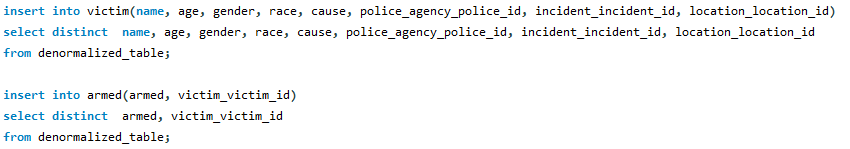 insert into victim(name, age, gender, race, cause, police_agency_police_id, incident_incident_id, location_location_id)
select distinct  name, age, gender, race, cause, police_agency_police_id, incident_incident_id, location_location_id
from denormalized_table;
insert into armed(armed, victim_victim_id)
select distinct  armed, victim_victim_id
from denormalized_table;